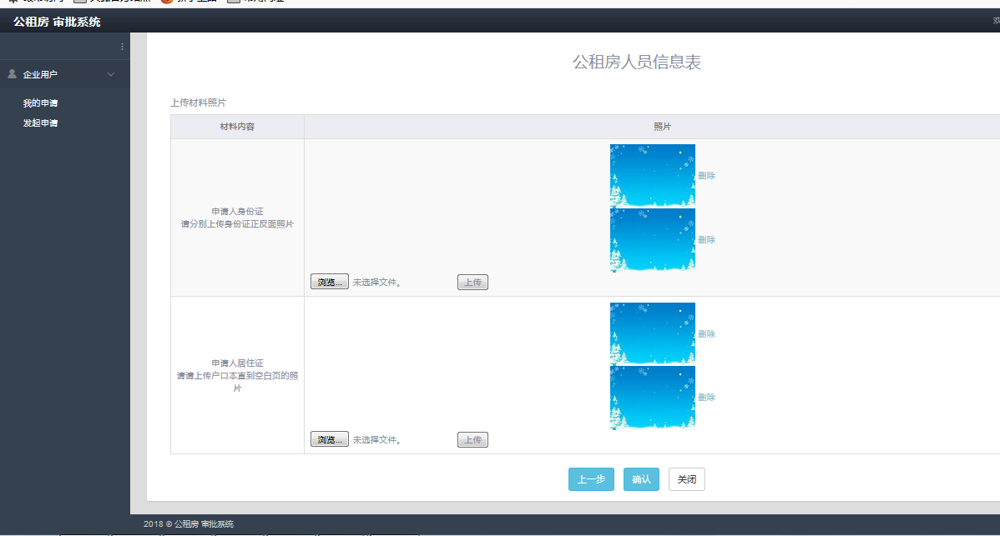 公租房 审批系统
欢
企业用户
我的申请
发起申请
公租房人员信息表
上传材料照片
材料内容
照片
申请人身份证
请分别上传身份证正反面照片
删除
删除
浏览... 未选择文件。 上传
申请人居住证
请请上传户口本直到空白页的照
片
删除
删除
浏览... 未选择文件。 上传
上一步 确认 关闭
2018 © 公租房 审批系统